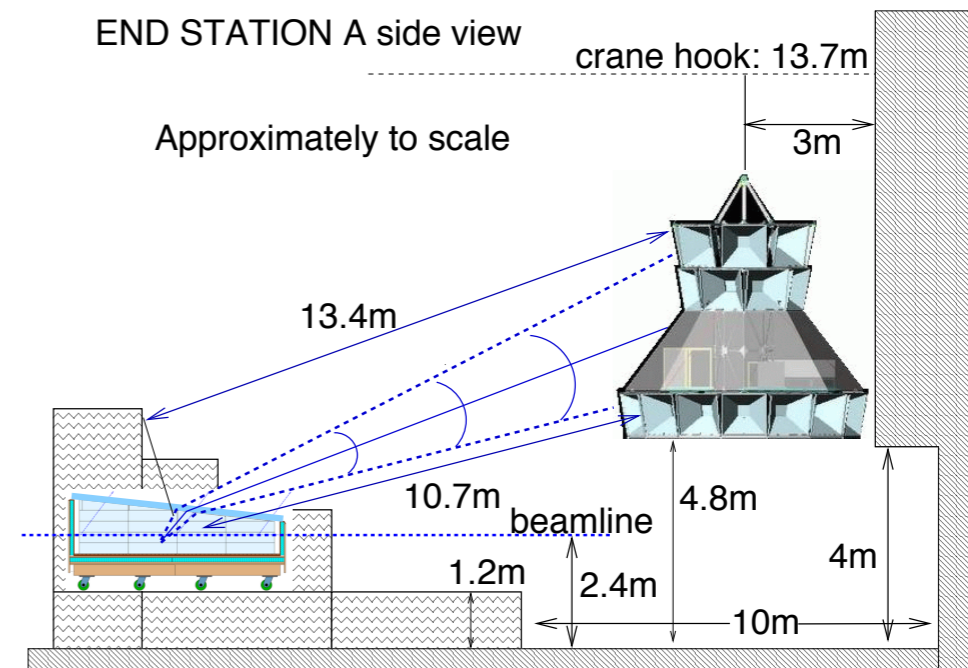 END STATION A side view
crane hook: 13.7m
Approximately to scale
3m
13.4m
10.7m
4.8m
beamline
1.2m
2.4m
4m
10m